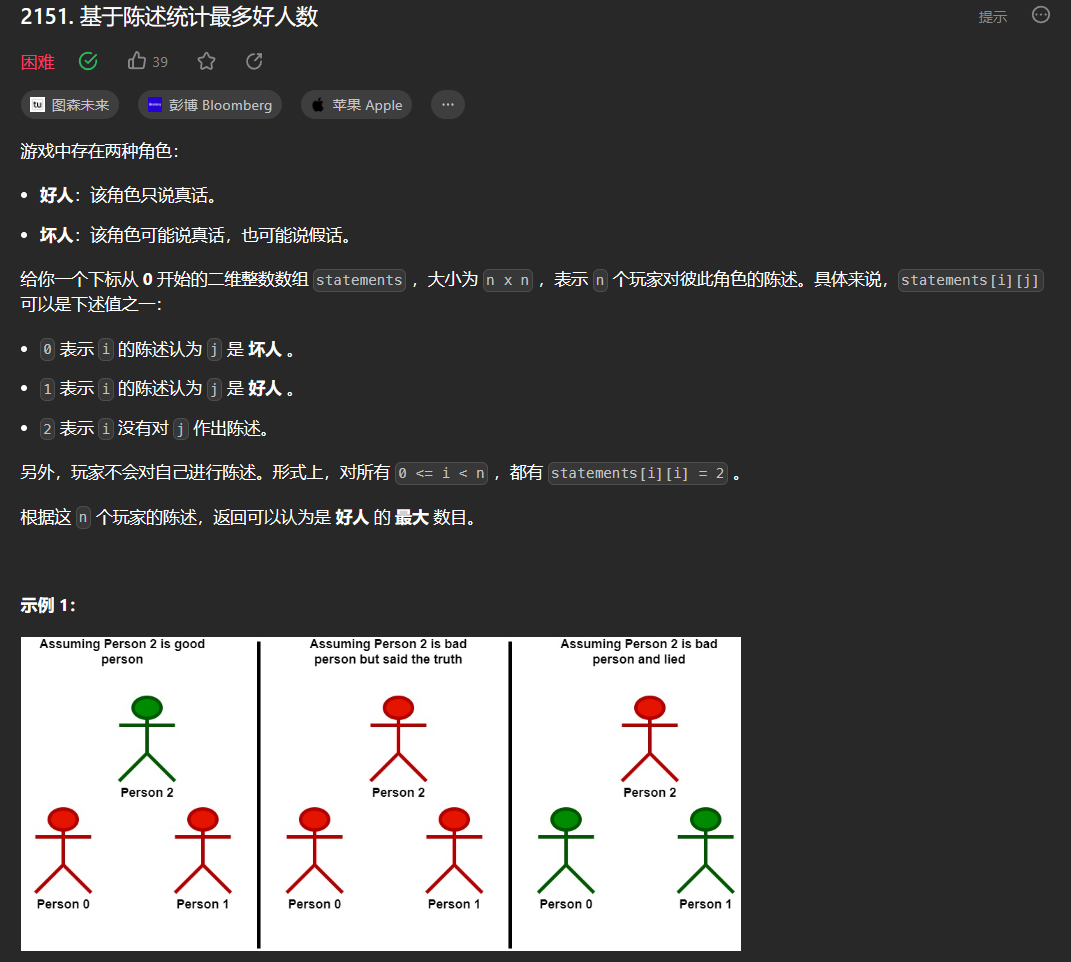 2151. 基于陈述统计最多好人数
提示
困难
39
tu 图森未来
彭博 Bloomberg
苹果 Apple
游戏中存在两种角色：
• 好人：该角色只说真话。
• 坏人：该角色可能说真话，也可能说假话。
给你一个下标从 0 开始的二维整数数组 statements ，大小为 n x n ，表示 n 个玩家对彼此角色的陈述。具体来说，statements[i][j]
可以是下述值之一：
• 0 表示 i 的陈述认为 j 是 坏人 。
• 1 表示 i 的陈述认为 j 是 好人 。
• 2 表示 i 没有对 j 作出陈述。
另外，玩家不会对自己进行陈述。形式上，对所有 0 <= i < n ，都有 statements[i][i] = 2 。
根据这 n 个玩家的陈述，返回可以认为是 好人 的 最大 数目。
示例 1：
Assuming Person 2 is good
person
Person 2
Person 0
Person 1
Assuming Person 2 is bad
person but said the truth
Person 2
Person 0
Person 1
Assuming Person 2 is bad
person and lied
Person 2
Person 0
Person 1